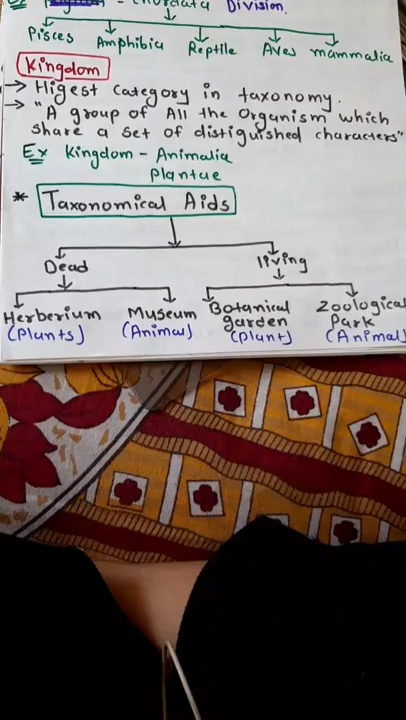 Chordata Division.
Pisces Amphibia Reptile Aves mammalia
Kingdom
→ Higest category in taxonomy.
→ "A group of All the Organism which
share a set of distiguished characters"
Ex Kingdom - Animalia
Plantae
* Taxonomical Aids
Dead living
Herberium Museum Botanical Zoological
garden Park
(Plants) (Animal) (Plant) (Animal)